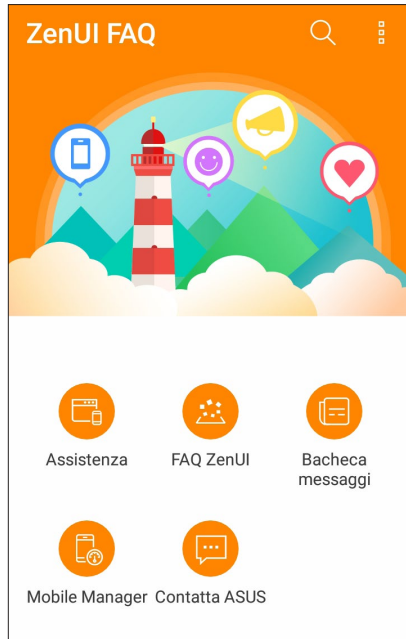 ZenUI FAQ
Assistenza
FAQ ZenUI
Bacheca
messaggi
Mobile Manager
Contatta ASUS